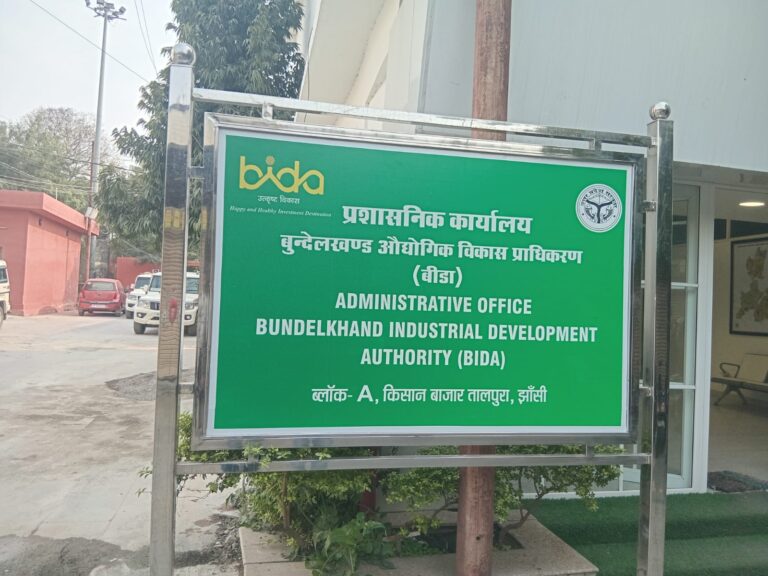 bida
उत्कृष्ट विकास
Happy and Healthy Investment Destination
प्रशासनिक कार्यालय
बुन्देलखण्ड औद्योगिक विकास प्राधिकरण
(बीडा)
ADMINISTRATIVE OFFICE
BUNDELKHAND INDUSTRIAL DEVELOPMENT
AUTHORITY (BIDA)
ब्लॉक- A, किसान बाजार तालपुरा, झाँसी